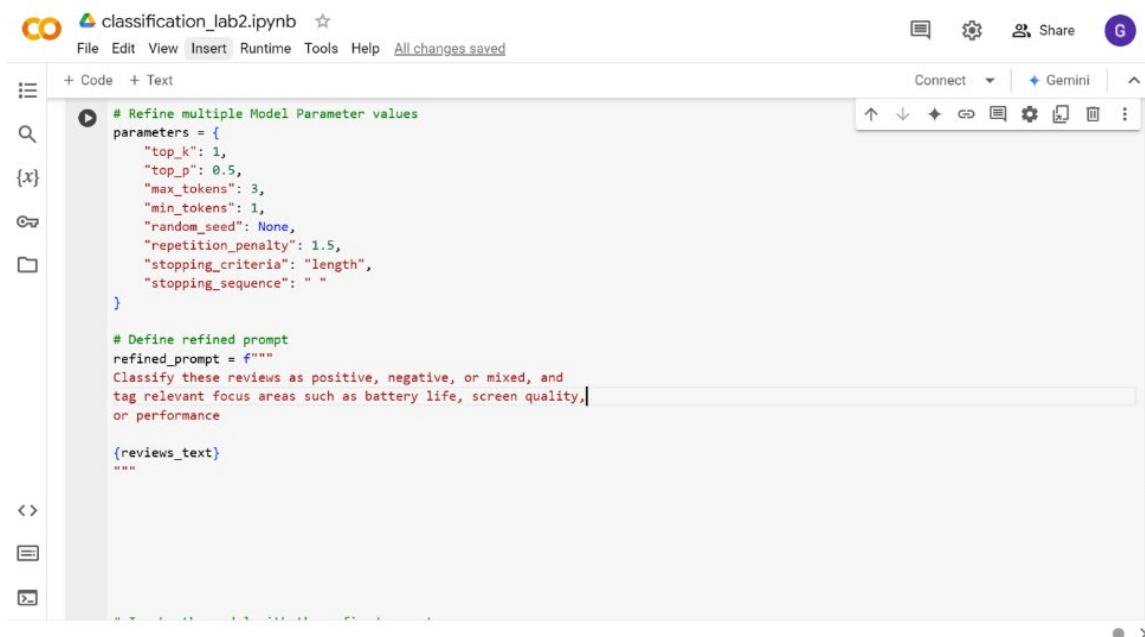 classification_lab2.ipynb
File Edit View Insert Runtime Tools Help All changes saved
Share
G
+ Code + Text
Connect
Gemini
# Refine multiple Model Parameter values
parameters = {
"top_k": 1,
"top_p": 0.5,
"max_tokens": 3,
"min_tokens": 1,
"random_seed": None,
"repetition_penalty": 1.5,
"stopping_criteria": "length",
"stopping_sequence": " "
}
# Define refined prompt
refined_prompt = f"""
Classify these reviews as positive, negative, or mixed, and
tag relevant focus areas such as battery life, screen quality,
or performance
{reviews_text}
"""